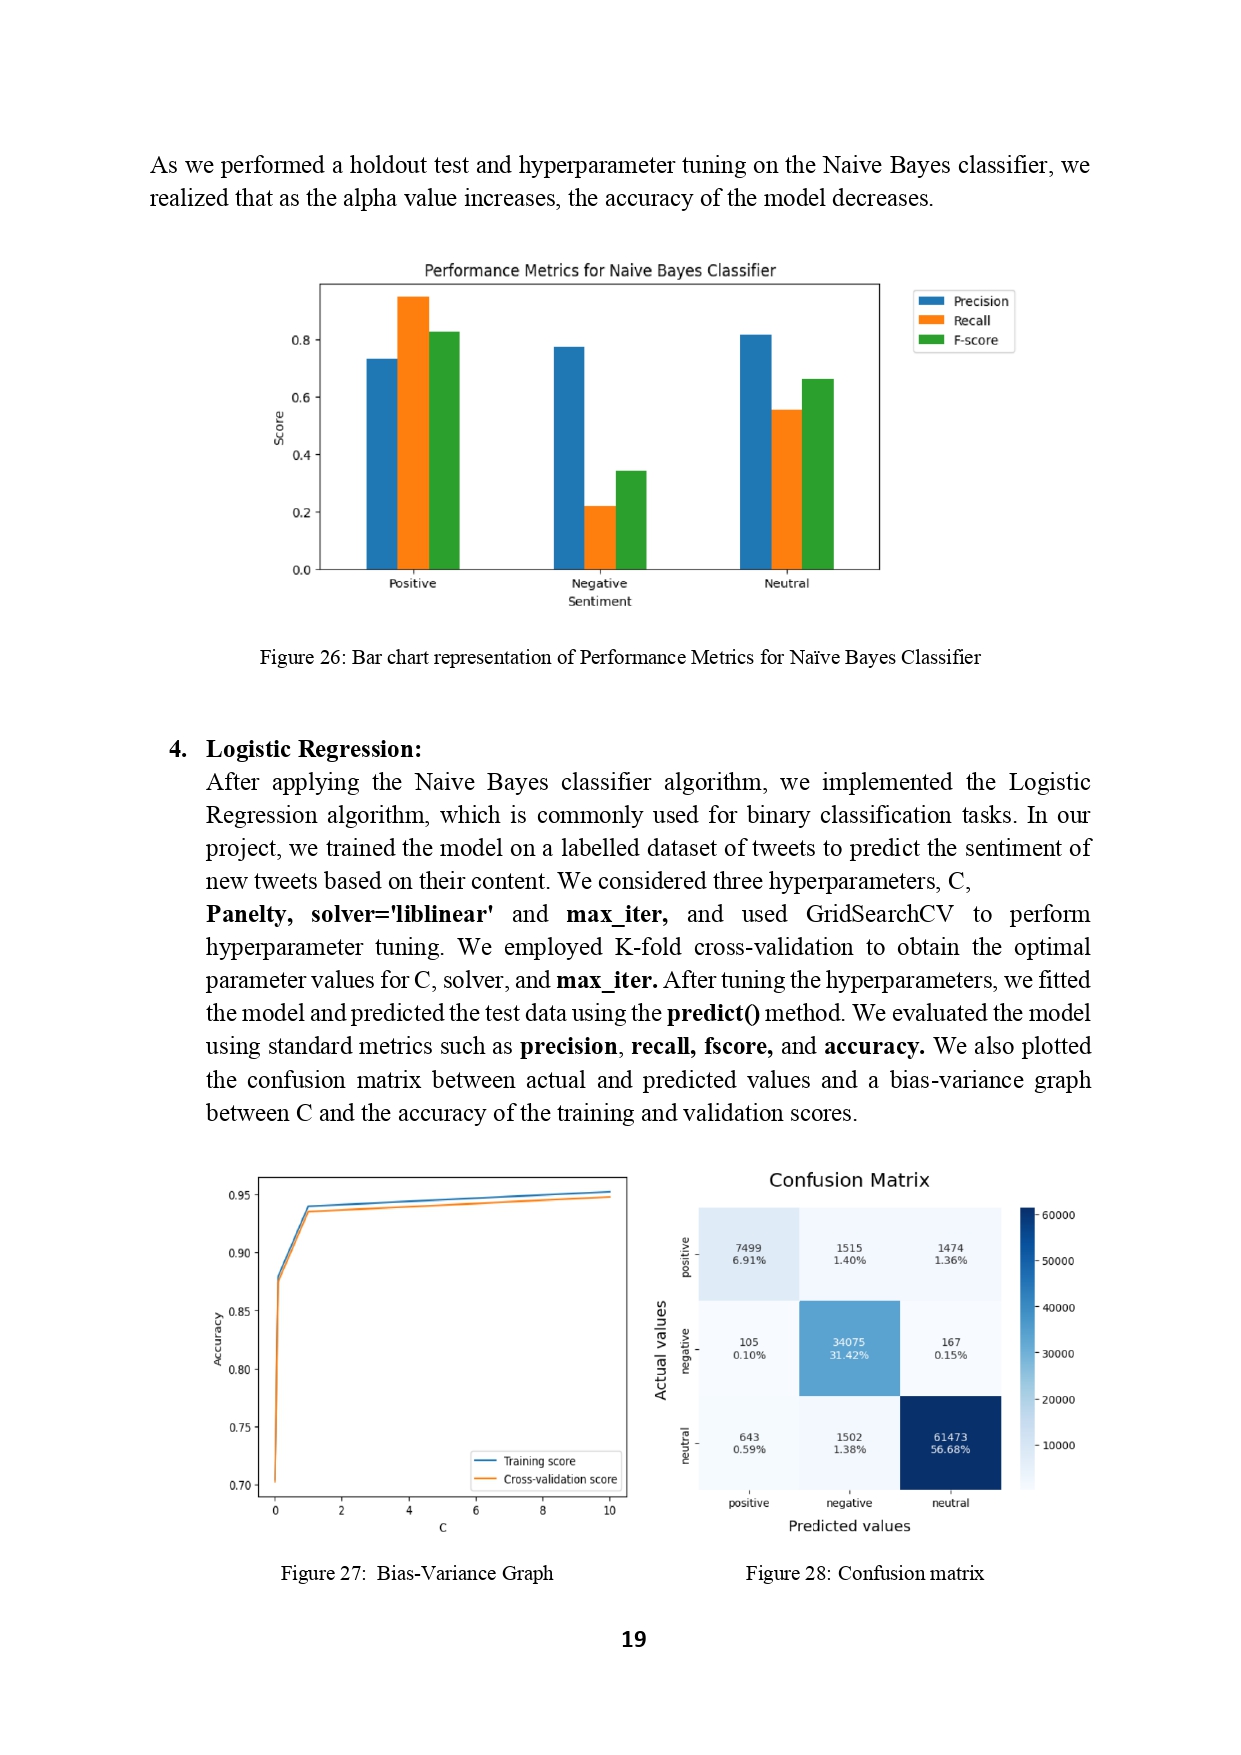 As we performed a holdout test and hyperparameter tuning on the Naive Bayes classifier, we
realized that as the alpha value increases, the accuracy of the model decreases.
Performance Metrics for Naive Bayes Classifier
Precision
Recall
F-score
0.8
0.6
0.4
0.2
0.0
Score
Positive
Negative
Neutral
Sentiment
Figure 26: Bar chart representation of Performance Metrics for Naïve Bayes Classifier
4. Logistic Regression:
After applying the Naive Bayes classifier algorithm, we implemented the Logistic
Regression algorithm, which is commonly used for binary classification tasks. In our
project, we trained the model on a labelled dataset of tweets to predict the sentiment of
new tweets based on their content. We considered three hyperparameters, C,
Panelty, solver='liblinear' and max_iter, and used GridSearchCV to perform
hyperparameter tuning. We employed K-fold cross-validation to obtain the optimal
parameter values for C, solver, and max_iter. After tuning the hyperparameters, we fitted
the model and predicted the test data using the predict() method. We evaluated the model
using standard metrics such as precision, recall, fscore, and accuracy. We also plotted
the confusion matrix between actual and predicted values and a bias-variance graph
between C and the accuracy of the training and validation scores.
0.95
0.90
0.85
0.80
0.75
0.70
Accuracy
Training score
Cross-validation score
0 2 4 6 8 10
C
Figure 27: Bias-Variance Graph
Confusion Matrix
Actual values
positive
7499 1515 1474
6.91% 1.40% 1.36%
negative
105 34075 167
0.10% 31.42% 0.15%
neutral
643 1502 61473
0.59% 1.38% 56.68%
positive negative neutral
Predicted values
60000
50000
40000
30000
20000
10000
Figure 28: Confusion matrix
19